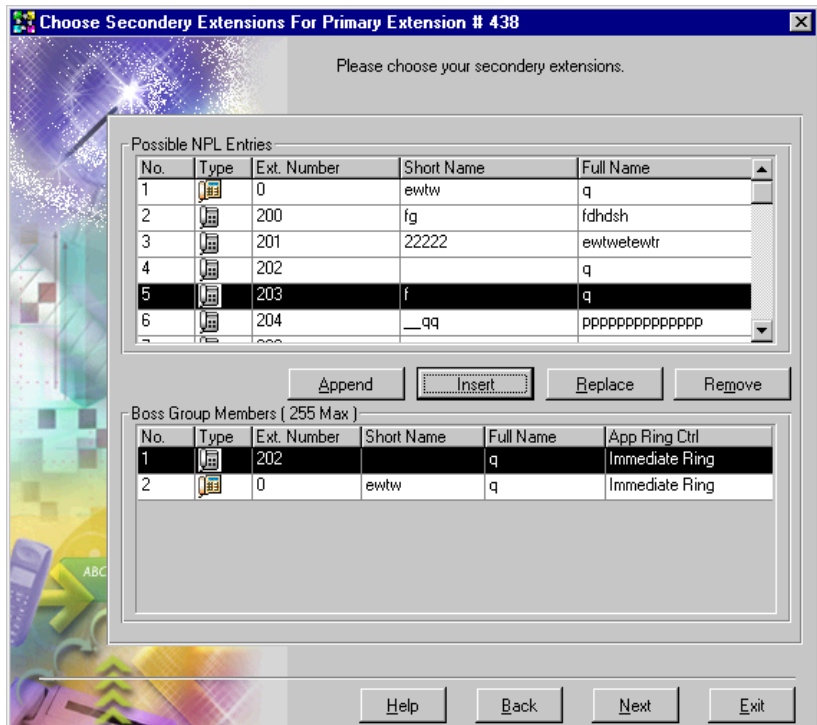 Choose Secondery Extensions For Primary Extension # 438
Please choose your secondery extensions.
Possible NPL Entries
No. Type Ext. Number Short Name Full Name
1 0 ewtw q
2 200 fg fdhdsh
3 201 22222 ewtwetewtr
4 202 q
5 203 f q
6 204 __qq pppppppppppppp
Append Insert Replace Remove
Boss Group Members ( 255 Max )
No. Type Ext. Number Short Name Full Name App Ring Ctrl
1 202 q Immediate Ring
2 0 ewtw q Immediate Ring
ABC
Help Back Next Exit